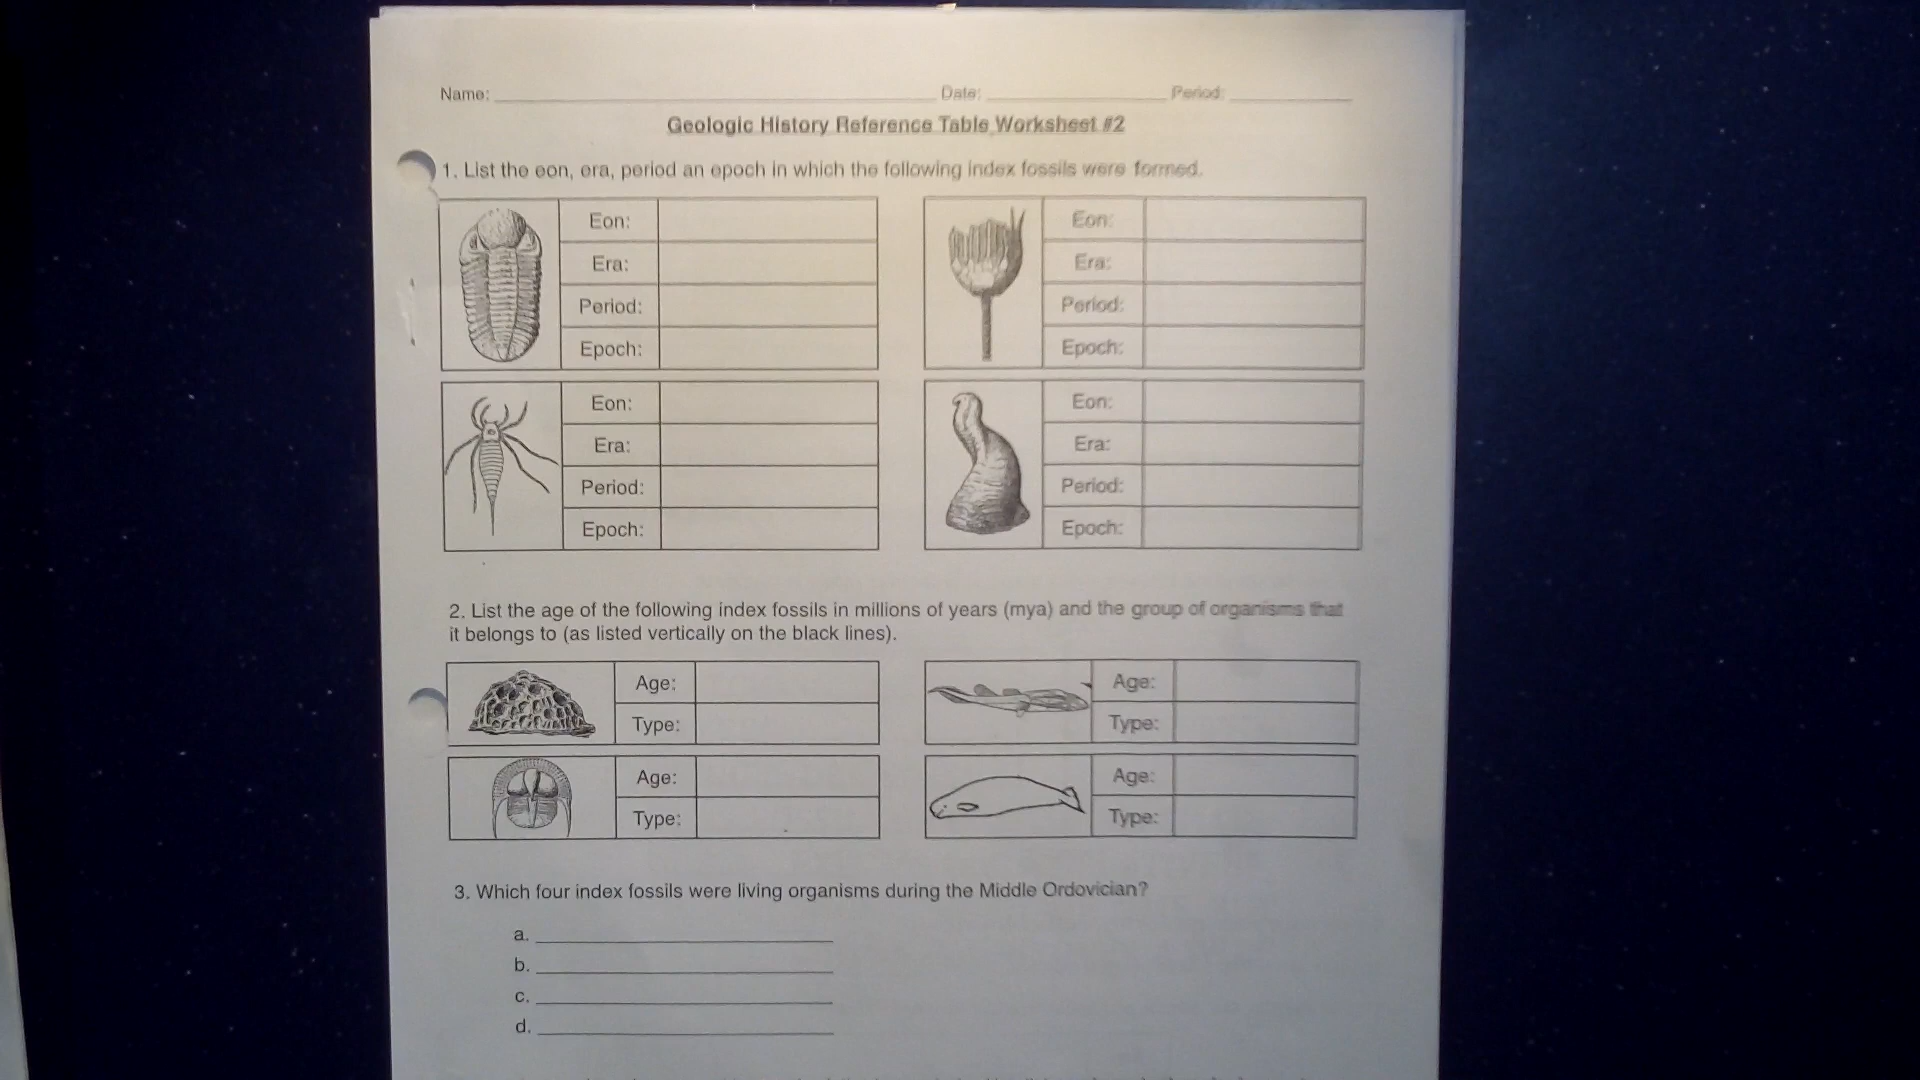 Name: Date: Period:
Geologic History Reference Table Worksheet #2
1. List the eon, era, period an epoch in which the following index fossils were formed.
Eon:
Era:
Period:
Epoch:
Eon:
Era:
Period:
Epoch:
Eon:
Era:
Period:
Epoch:
Eon:
Era:
Period:
Epoch:
2. List the age of the following index fossils in millions of years (mya) and the group of organisms that
it belongs to (as listed vertically on the black lines).
Age:
Type:
Age:
Type:
Age:
Type:
Age:
Type:
3. Which four index fossils were living organisms during the Middle Ordovician?
a.
b.
c.
d.